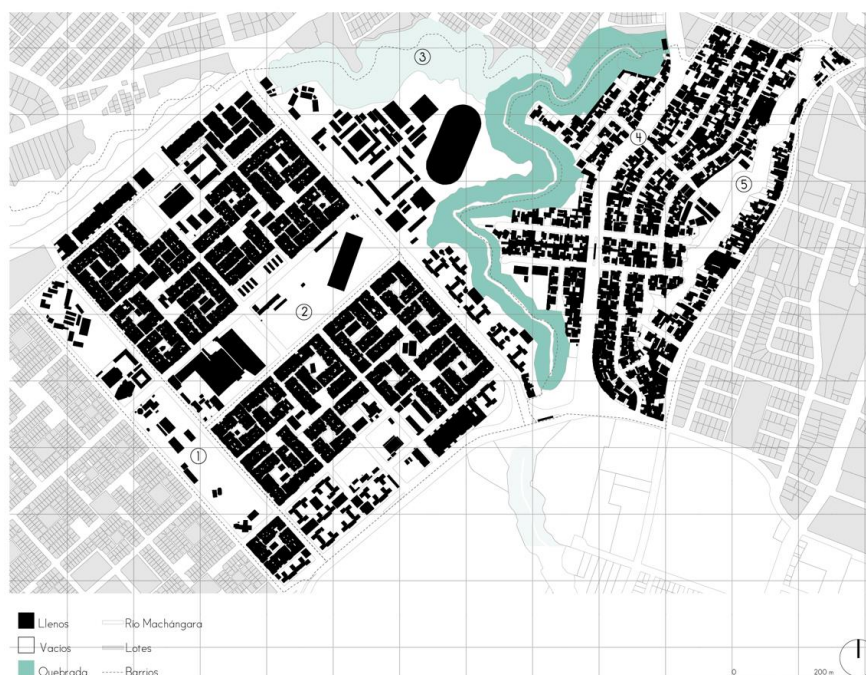 3
4
5
2
1
Llenos
Río Machángara
Vacíos
Lotes
Quebrada
Barrios
0
200 m